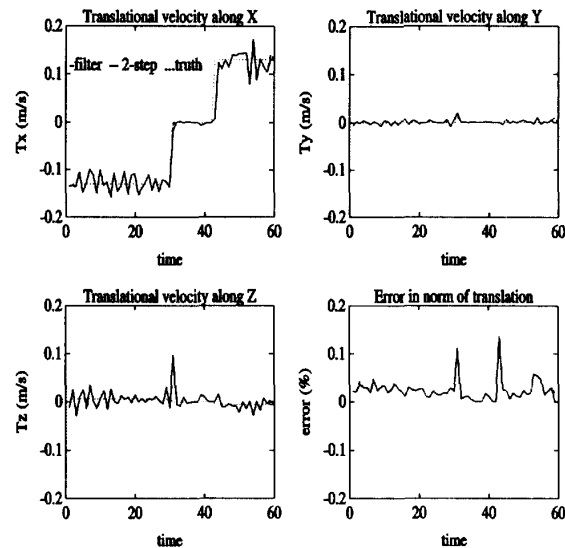 Translational velocity along X
0.2
-filter – 2-step ...truth
0.1
0
-0.1
-0.2
Tx (m/s)
0 20 40 60
time
Translational velocity along Y
0.2
0.1
0
-0.1
-0.2
Ty (m/s)
0 20 40 60
time
Translational velocity along Z
0.2
0.1
0
-0.1
-0.2
Tz (m/s)
0 20 40 60
time
Error in norm of translation
0.2
0.1
0
-0.1
-0.2
error (%)
0 20 40 60
time